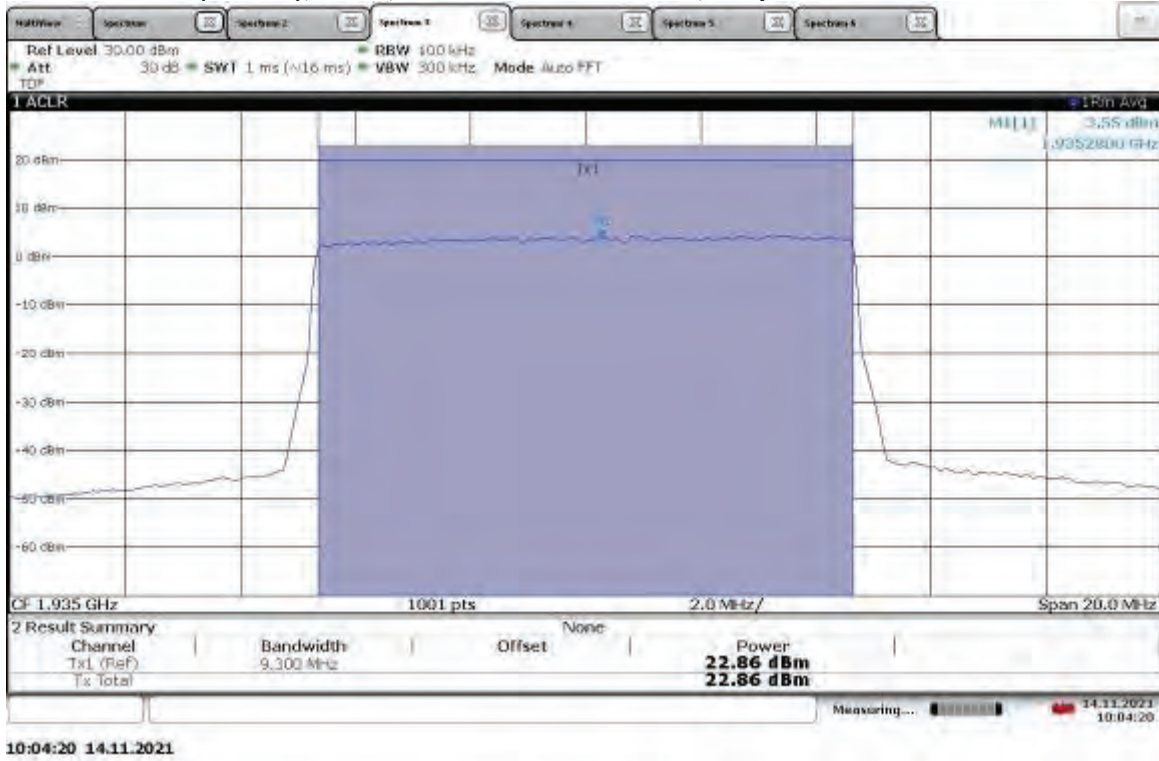 MultiView Spectrum Spectrum 2 Spectrum 3 Spectrum 4 Spectrum 5 Spectrum 6
Ref Level 30.00 dBm RBW 100 kHz
Att 30 dB SWT 1 ms (~16 ms) VBW 300 kHz Mode Auto FFT
TDF
1 ACLR 1Rm Avg
M1[1] 3.55 dBm
1.9352800 GHz
20 dBm
Tx1
10 dBm
M1
0 dBm
-10 dBm
-20 dBm
-30 dBm
-40 dBm
-50 dBm
-60 dBm
CF 1.935 GHz 1001 pts 2.0 MHz/ Span 20.0 MHz
2 Result Summary None
Channel Bandwidth Offset Power
Tx1 (Ref) 9.300 MHz 22.86 dBm
Tx Total 22.86 dBm
Measuring... 14.11.2021
10:04:20
10:04:20 14.11.2021